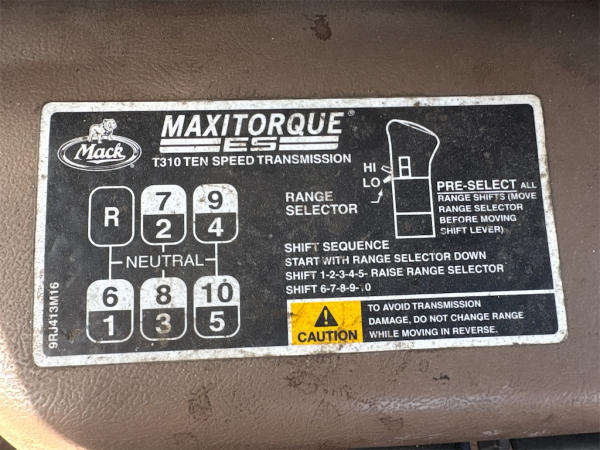 Mack
MAXITORQUE®
ES
T310 TEN SPEED TRANSMISSION
R
7
2
9
4
NEUTRAL
6
1
8
3
10
5
9RJ413M16
HI
LO
RANGE
SELECTOR
PRE-SELECT ALL
RANGE SHIFTS (MOVE
RANGE SELECTOR
BEFORE MOVING
SHIFT LEVER)
SHIFT SEQUENCE
START WITH RANGE SELECTOR DOWN
SHIFT 1-2-3-4-5- RAISE RANGE SELECTOR
SHIFT 6-7-8-9- 0
CAUTION
TO AVOID TRANSMISSION
DAMAGE, DO NOT CHANGE RANGE
WHILE MOVING IN REVERSE.